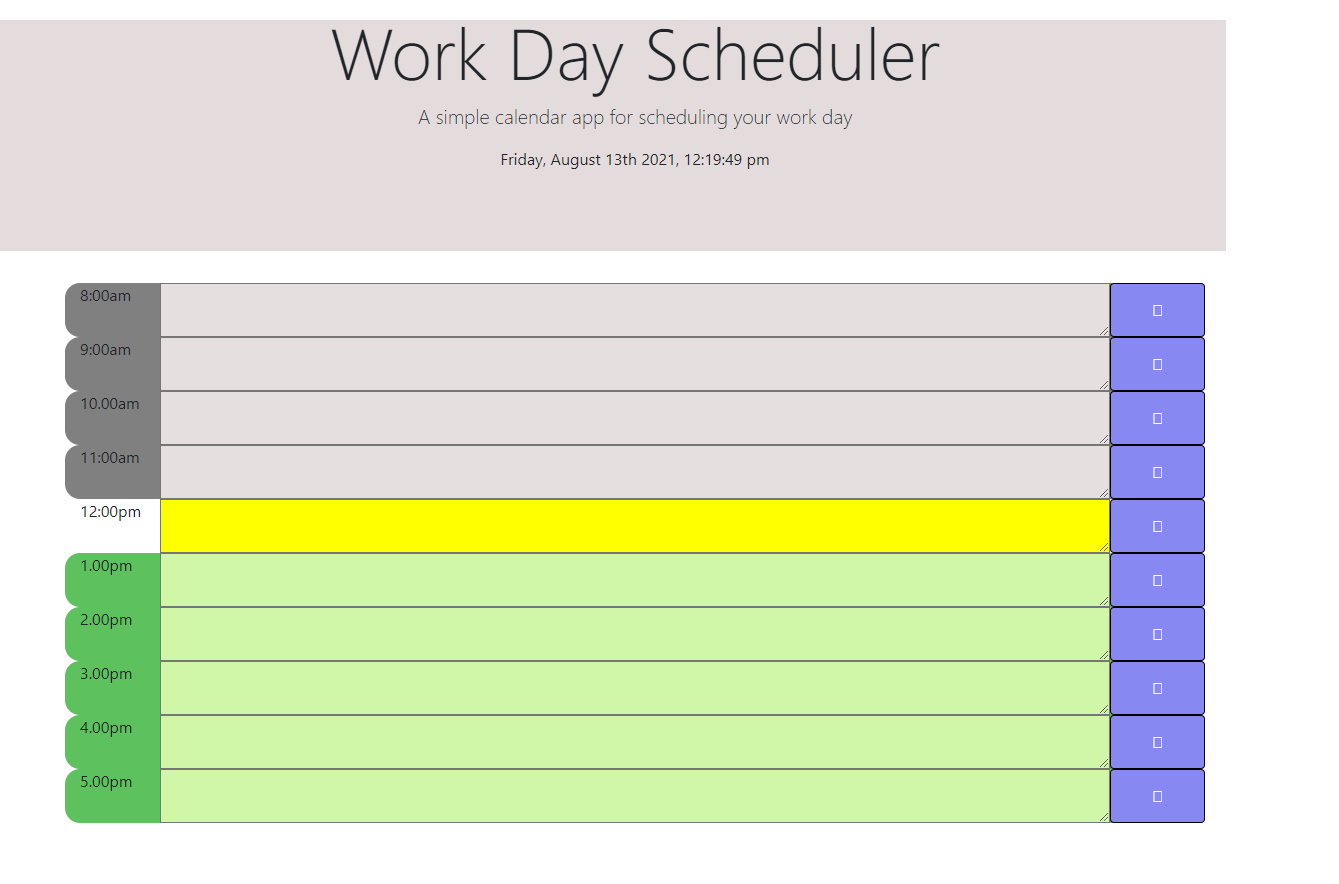 Work Day Scheduler
A simple calendar app for scheduling your work day
Friday, August 13th 2021, 12:19:49 pm
8:00am
9:00am
10.00am
11:00am
12:00pm
1.00pm
2.00pm
3.00pm
4.00pm
5.00pm